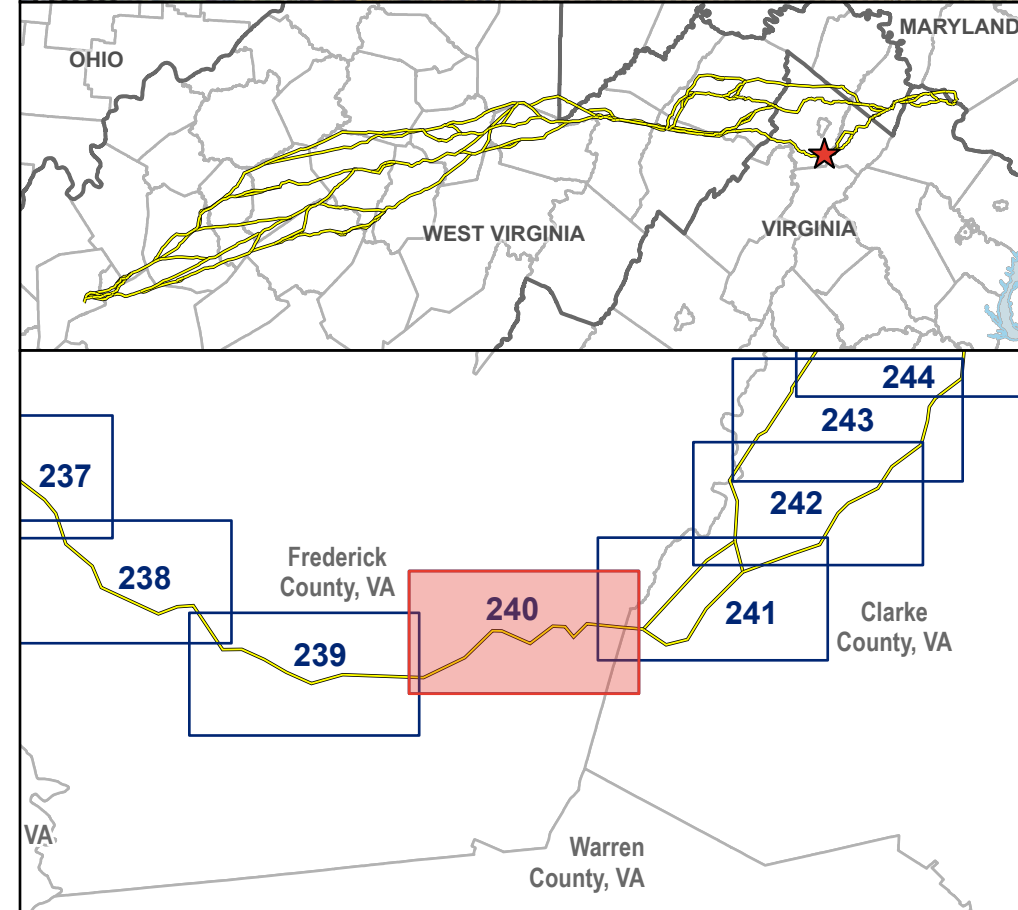 MARYLAND
OHIO
WEST VIRGINIA
VIRGINIA
244
243
237
242
Frederick
County, VA
238
240
241
Clarke
County, VA
239
VA
Warren
County, VA